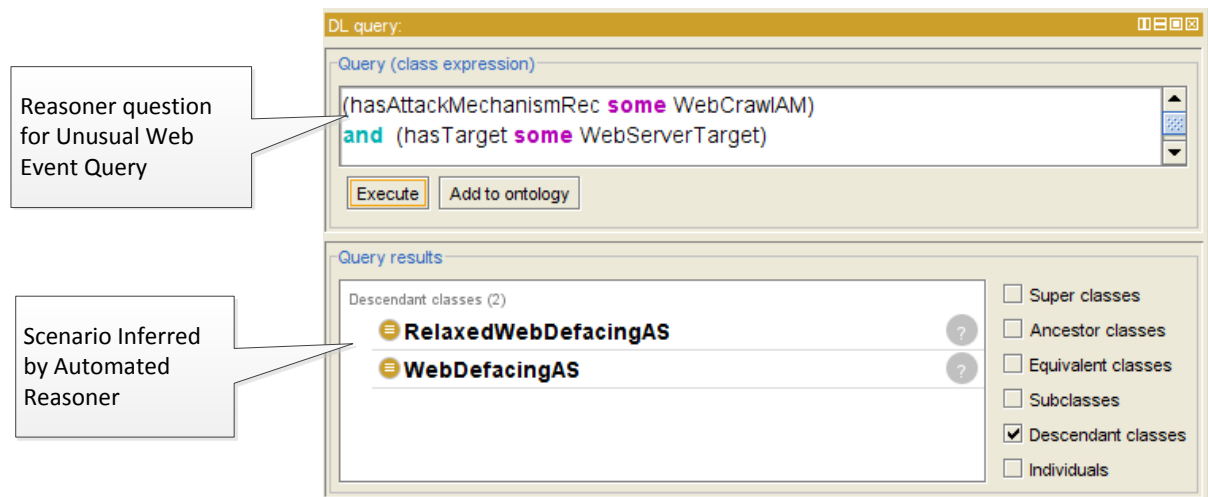 DL query:
Query (class expression)
Reasoner question
for Unusual Web
Event Query
(hasAttackMechanismRec some WebCrawlAM)
and (hasTarget some WebServerTarget)
Execute
Add to ontology
Query results
Descendant classes (2)
RelaxedWebDefacingAS
?
WebDefacingAS
?
Scenario Inferred
by Automated
Reasoner
Super classes
Ancestor classes
Equivalent classes
Subclasses
Descendant classes
Individuals